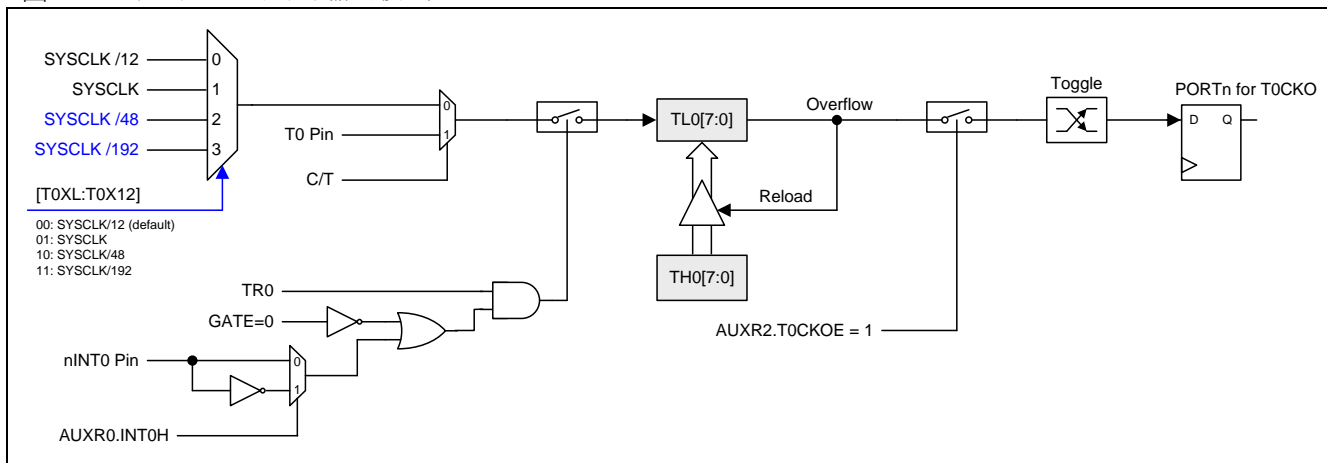 SYSCLK /12
SYSCLK
SYSCLK /48
SYSCLK /192
0
1
2
3
[T0XL:T0X12]
00: SYSCLK/12 (default)
01: SYSCLK
10: SYSCLK/48
11: SYSCLK/192
T0 Pin
C/T
0
1
TR0
GATE=0
nINT0 Pin
0
1
AUXR0.INT0H
TL0[7:0]
Overflow
Reload
TH0[7:0]
AUXR2.T0CKOE = 1
Toggle
PORTn for T0CKO
D Q